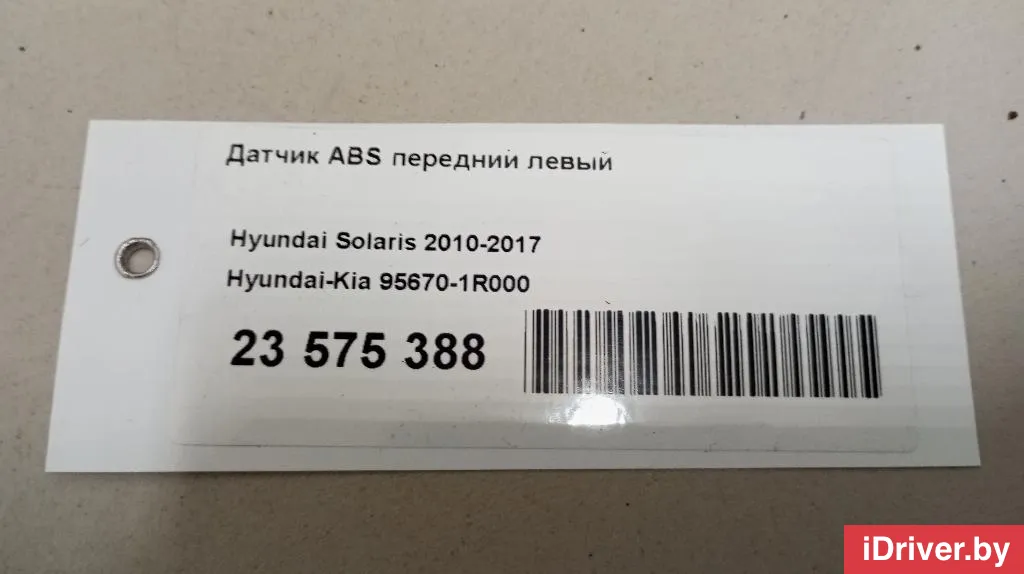 Датчик ABS передний левый
Hyundai Solaris 2010-2017
Hyundai-Kia 95670-1R000
23 575 388
iDriver.by